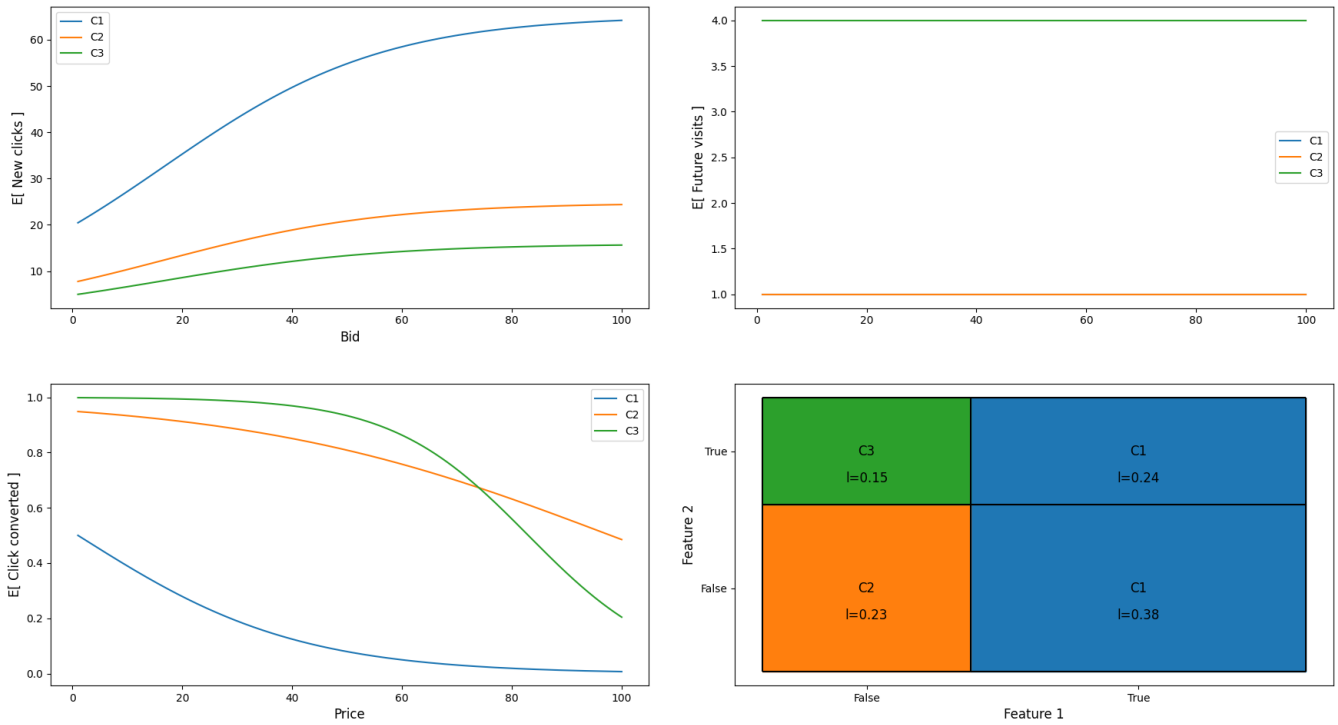 E[ New clicks ]
60
50
40
30
20
10
C1
C2
C3
0
20
40
60
80
100
Bid
E[ Future visits ]
4.0
3.5
3.0
2.5
2.0
1.5
1.0
C1
C2
C3
0
20
40
60
80
100
E[ Click converted ]
1.0
0.8
0.6
0.4
0.2
0.0
C1
C2
C3
0
20
40
60
80
100
Price
Feature 2
True
False
C3
l=0.15
C1
l=0.24
C2
l=0.23
C1
l=0.38
False
True
Feature 1